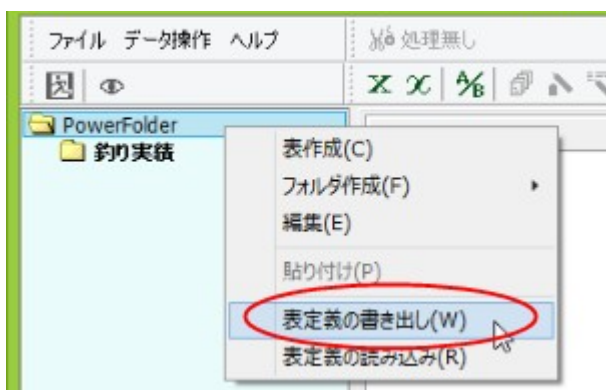 ファイル データ操作 ヘルプ
処理無し
PowerFolder
釣り実績
表作成(C)
フォルダ作成(F)
編集(E)
貼り付け(P)
表定義の書き出し(W)
表定義の読み込み(R)